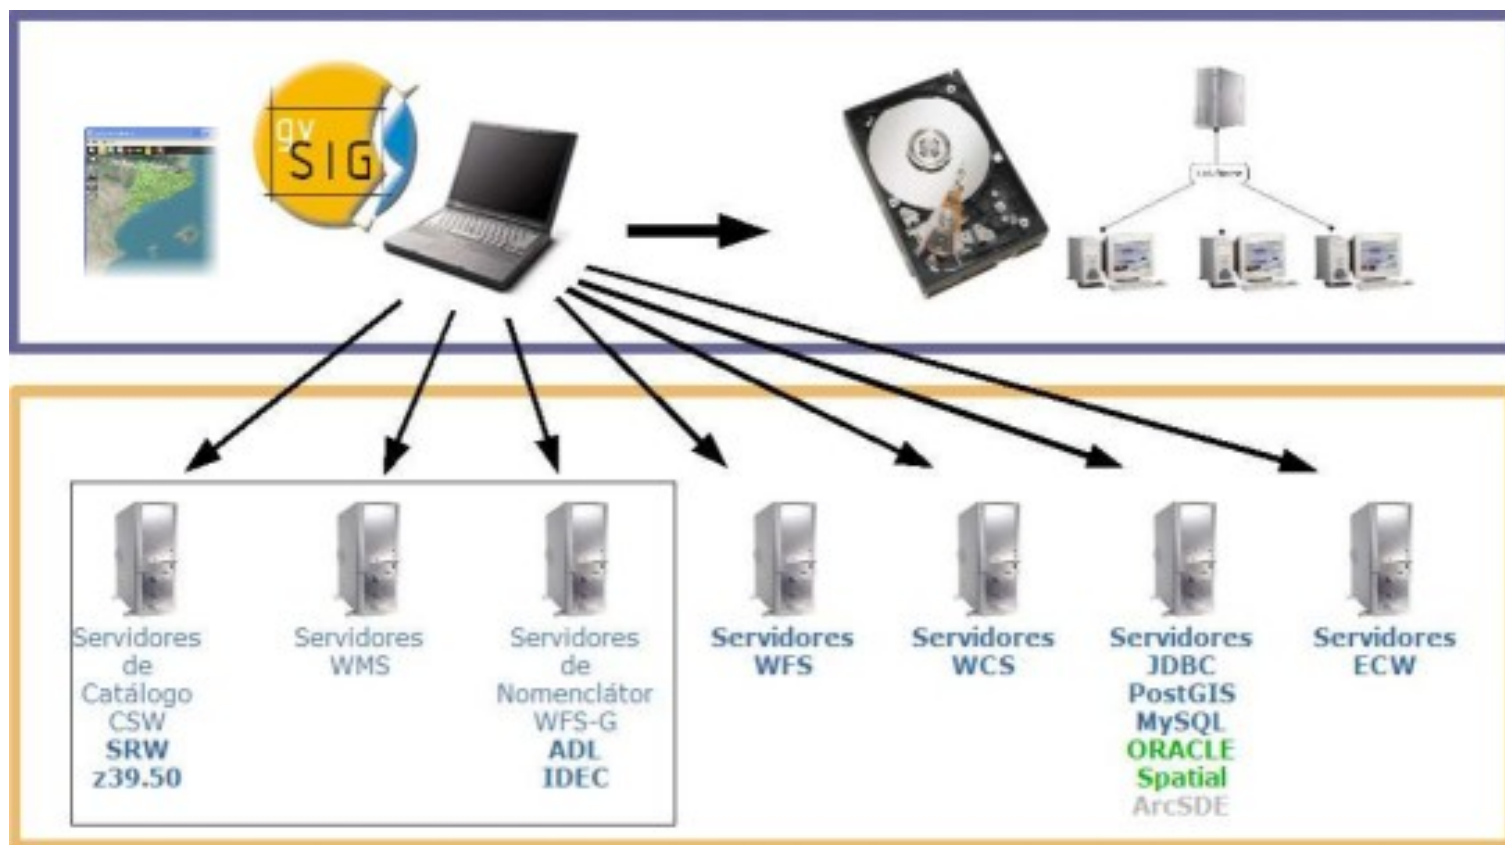 gv
SIG
Servidores
de
Catálogo
CSW
SRW
z39.50
Servidores
WMS
Servidores
de
Nomenclátor
WFS-G
ADL
IDEC
Servidores
WFS
Servidores
WCS
Servidores
JDBC
PostGIS
MySQL
ORACLE
Spatial
ArcSDE
Servidores
ECW